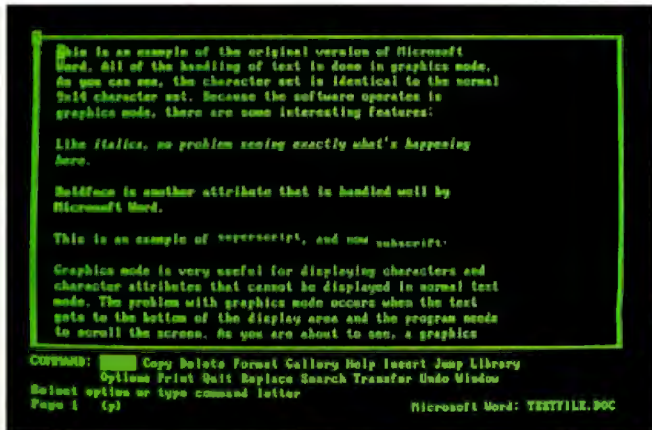 This is an example of the original version of Microsoft
Word. All of the handling of text is done in graphics mode.
As you can see, the character set is identical to the normal
9x14 character set. Because the software operates in
graphics mode, there are some interesting features:
Like italics, no problem seeing exactly what's happening
here.
Boldface is another attribute that is handled well by
Microsoft Word.
This is an example of superscript, and now subscript.
Graphics mode is very useful for displaying characters and
character attributes that cannot be displayed in normal text
mode. The problem with graphics mode occurs when the text
gets to the bottom of the display area and the program needs
to scroll the screen. As you are about to see, a graphics
COMMAND: Copy Delete Format Gallery Help Insert Jump Library
Options Print Quit Replace Search Transfer Undo Window
Select option or type command letter
Page 1 {p} Microsoft Word: TESTFILE.DOC